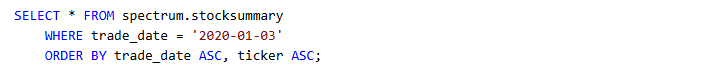 SELECT * FROM spectrum.stocksummary
WHERE trade_date = '2020-01-03'
ORDER BY trade_date ASC, ticker ASC;